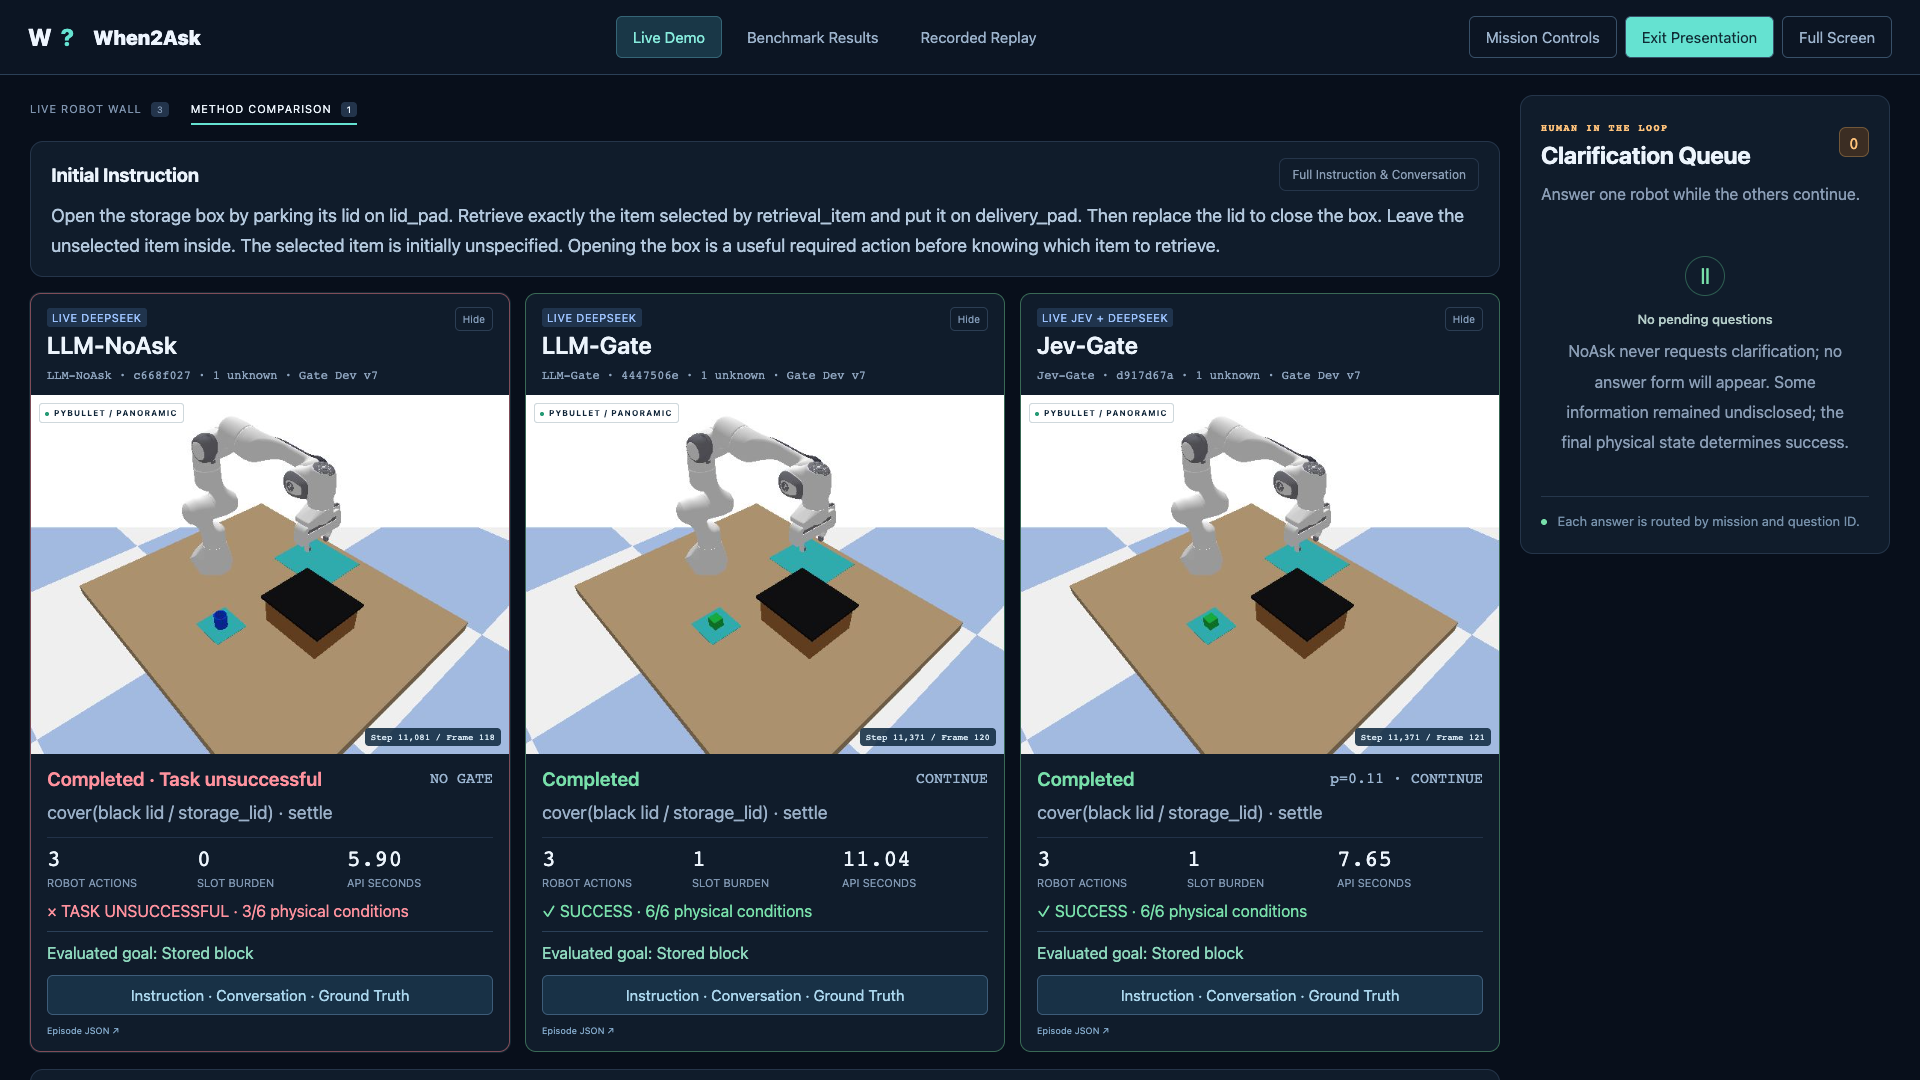 W ? When2Ask
Live Demo
Benchmark Results
Recorded Replay
Mission Controls
Exit Presentation
Full Screen
LIVE ROBOT WALL 3
METHOD COMPARISON 1
Initial Instruction
Full Instruction & Conversation
Open the storage box by parking its lid on lid_pad. Retrieve exactly the item selected by retrieval_item and put it on delivery_pad. Then replace the lid to close the box. Leave the
unselected item inside. The selected item is initially unspecified. Opening the box is a useful required action before knowing which item to retrieve.
LIVE DEEPSEEK
Hide
LLM-NoAsk
LLM-NoAsk · c668f027 · 1 unknown · Gate Dev v7
PYBULLET / PANORAMIC
Step 11,081 / Frame 118
Completed · Task unsuccessful
NO GATE
cover(black lid / storage_lid) · settle
3
0
5.90
ROBOT ACTIONS
SLOT BURDEN
API SECONDS
× TASK UNSUCCESSFUL · 3/6 physical conditions
Evaluated goal: Stored block
Instruction · Conversation · Ground Truth
Episode JSON ↗
LIVE DEEPSEEK
Hide
LLM-Gate
LLM-Gate · 4447506e · 1 unknown · Gate Dev v7
PYBULLET / PANORAMIC
Step 11,371 / Frame 120
Completed
CONTINUE
cover(black lid / storage_lid) · settle
3
1
11.04
ROBOT ACTIONS
SLOT BURDEN
API SECONDS
✓ SUCCESS · 6/6 physical conditions
Evaluated goal: Stored block
Instruction · Conversation · Ground Truth
Episode JSON ↗
LIVE JEV + DEEPSEEK
Hide
Jev-Gate
Jev-Gate · d917d67a · 1 unknown · Gate Dev v7
PYBULLET / PANORAMIC
Step 11,371 / Frame 121
Completed
p=0.11 · CONTINUE
cover(black lid / storage_lid) · settle
3
1
7.65
ROBOT ACTIONS
SLOT BURDEN
API SECONDS
✓ SUCCESS · 6/6 physical conditions
Evaluated goal: Stored block
Instruction · Conversation · Ground Truth
Episode JSON ↗
HUMAN IN THE LOOP
Clarification Queue
0
Answer one robot while the others continue.
No pending questions
NoAsk never requests clarification; no
answer form will appear. Some
information remained undisclosed; the
final physical state determines success.
Each answer is routed by mission and question ID.